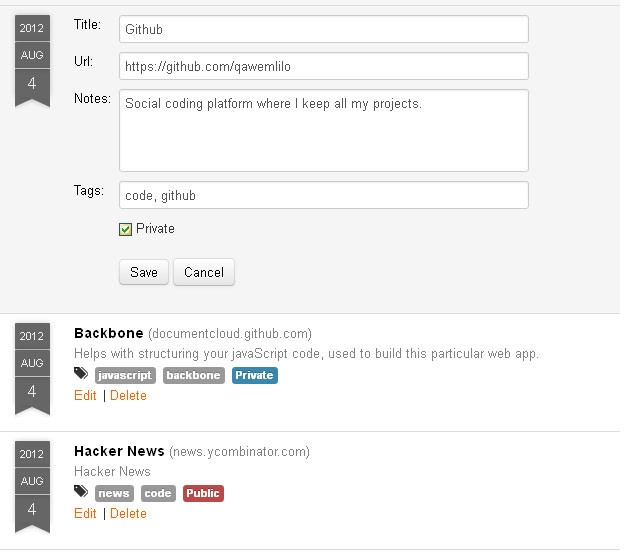 2012
AUG
4
Title: Github
Url: https://github.com/qawemlilo
Notes: Social coding platform where I keep all my projects.
Tags: code, github
Private
Save Cancel
2012
AUG
4
Backbone (documentcloud.github.com)
Helps with structuring your javaScript code, used to build this particular web app.
javascript backbone Private
Edit | Delete
2012
AUG
4
Hacker News (news.ycombinator.com)
Hacker News
news code Public
Edit | Delete